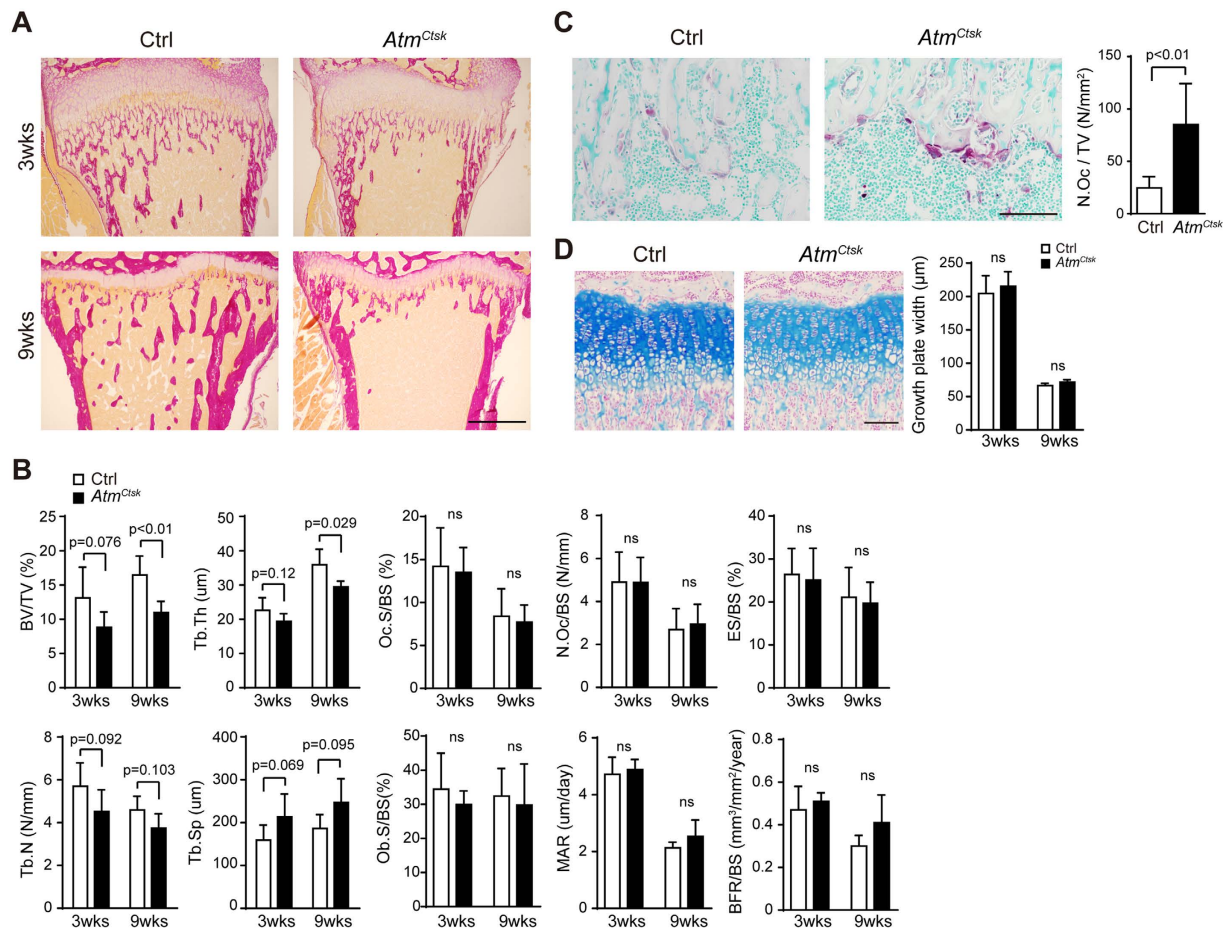 A
Ctrl
Atm^Ctsk
3wks
9wks
C
Ctrl
Atm^Ctsk
p<0.01
N.Oc / TV (N/mm²)
150
100
50
0
Ctrl
Atm^Ctsk
D
Ctrl
Atm^Ctsk
Ctrl
Atm^Ctsk
Growth plate width (µm)
250
200
150
100
50
0
ns
ns
3wks
9wks
B
Ctrl
Atm^Ctsk
BV/TV (%)
25
20
15
10
5
0
p=0.076
p<0.01
3wks
9wks
Tb.Th (um)
50
40
30
20
10
0
p=0.12
p=0.029
3wks
9wks
Oc.S/BS (%)
20
15
10
5
0
ns
ns
3wks
9wks
N.Oc/BS (N/mm)
8
6
4
2
0
ns
ns
3wks
9wks
ES/BS (%)
40
30
20
10
0
ns
ns
3wks
9wks
Tb.N (N/mm)
8
6
4
2
0
p=0.092
p=0.103
3wks
9wks
Tb.Sp (um)
400
300
200
100
0
p=0.069
p=0.095
3wks
9wks
Ob.S/BS(%)
50
40
30
20
10
0
ns
ns
3wks
9wks
MAR (um/day)
6
4
2
0
ns
ns
3wks
9wks
BFR/BS (mm³/mm²/year)
0.8
0.6
0.4
0.2
0
ns
ns
3wks
9wks